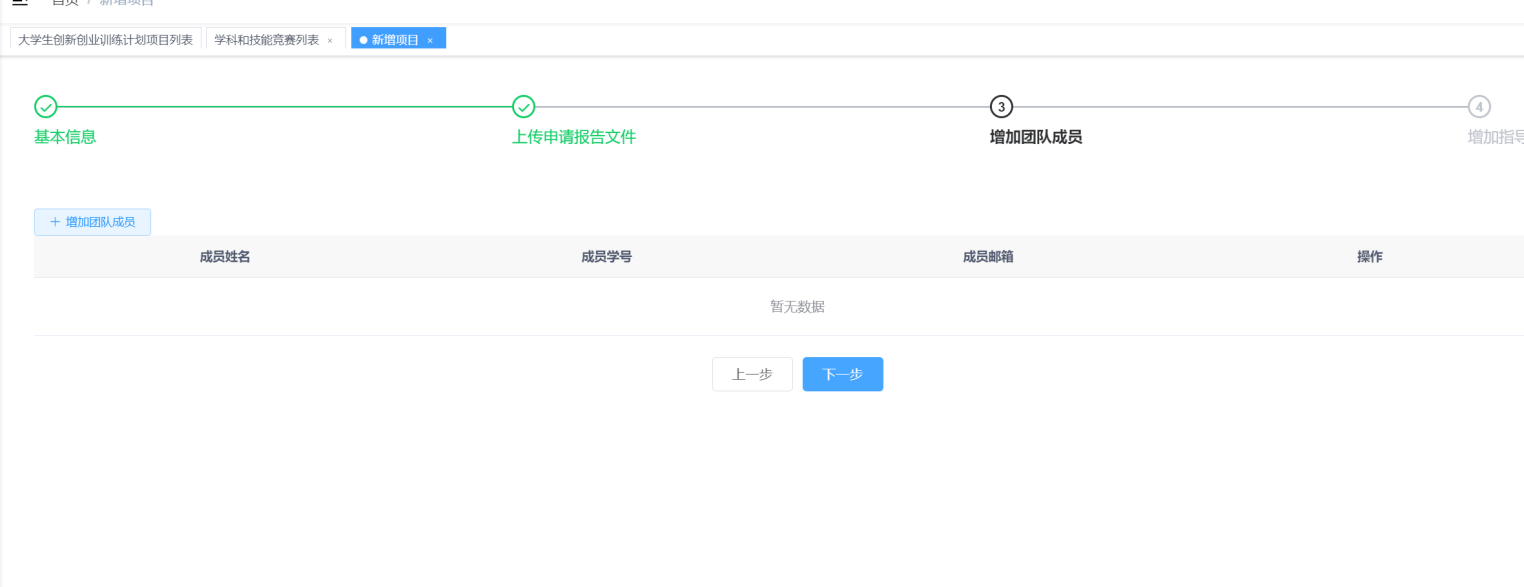 首页 / 新增项目
大学生创新创业训练计划项目列表 学科和技能竞赛列表 × 新增项目 ×
3 4
基本信息 上传申请报告文件 增加团队成员 增加指导
+ 增加团队成员
成员姓名 成员学号 成员邮箱 操作
暂无数据
上一步 下一步